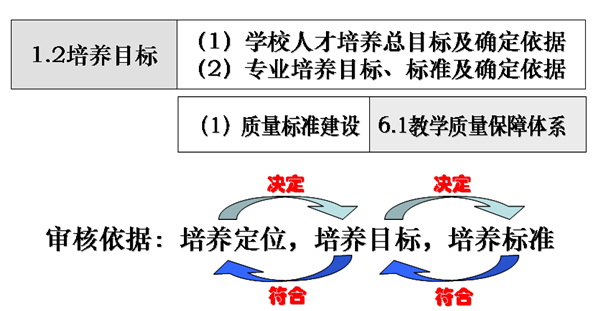 1.2培养目标
（1）学校人才培养总目标及确定依据
（2）专业培养目标、标准及确定依据
（1）质量标准建设
6.1教学质量保障体系
决定 决定
审核依据：培养定位，培养目标，培养标准
符合 符合